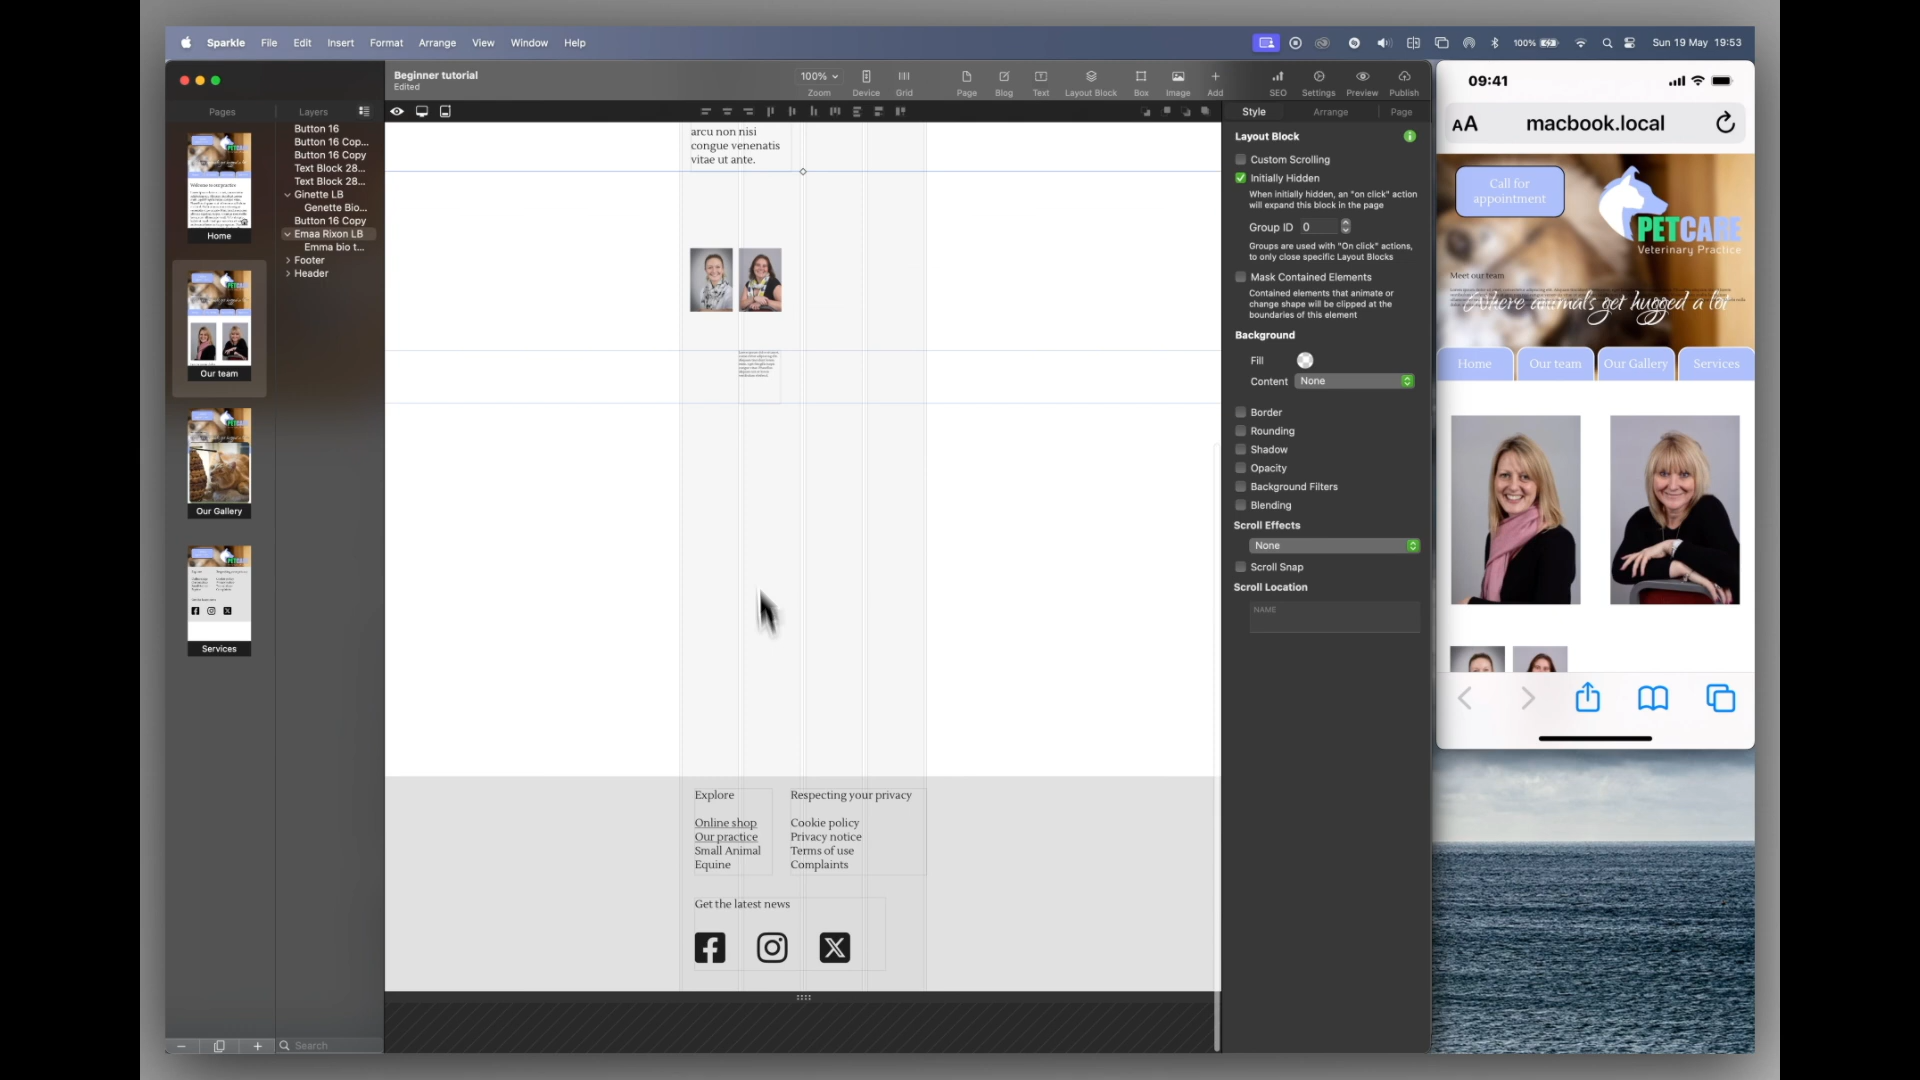 Sparkle File Edit Insert Format Arrange View Window Help
100% Sun 19 May 19:53
Beginner tutorial
Edited
100%
Zoom Device Grid Page Blog Text Layout Block Box Image Add SEO Settings Preview Publish
Pages Layers
Home
Our team
Our Gallery
Services
Button 16
Button 16 Cop...
Button 16 Copy
Text Block 28...
Text Block 28...
Ginette LB
Genette Bio...
Button 16 Copy
Emaa Rixon LB
Emma bio t...
Footer
Header
Search
arcu non nisi
congue venenatis
vitae ut ante.
Explore
Online shop
Our practice
Small Animal
Equine
Respecting your privacy
Cookie policy
Privacy notice
Terms of use
Complaints
Get the latest news
Style Arrange Page
Layout Block
Custom Scrolling
Initially Hidden
When initially hidden, an "on click" action
will expand this block in the page
Group ID 0
Groups are used with "On click" actions,
to only close specific Layout Blocks
Mask Contained Elements
Contained elements that animate or
change shape will be clipped at the
boundaries of this element
Background
Fill
Content None
Border
Rounding
Shadow
Opacity
Background Filters
Blending
Scroll Effects
None
Scroll Snap
Scroll Location
NAME
09:41
AA macbook.local
Call for
appointment
PETCARE
Veterinary Practice
Meet our team
Where animals get hugged a lot
Home Our team Our Gallery Services